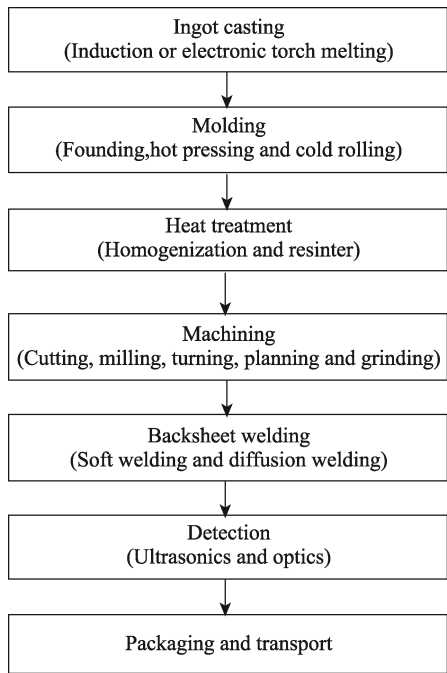 Ingot casting
(Induction or electronic torch melting)
Molding
(Founding,hot pressing and cold rolling)
Heat treatment
(Homogenization and resinter)
Machining
(Cutting, milling, turning, planning and grinding)
Backsheet welding
(Soft welding and diffusion welding)
Detection
(Ultrasonics and optics)
Packaging and transport